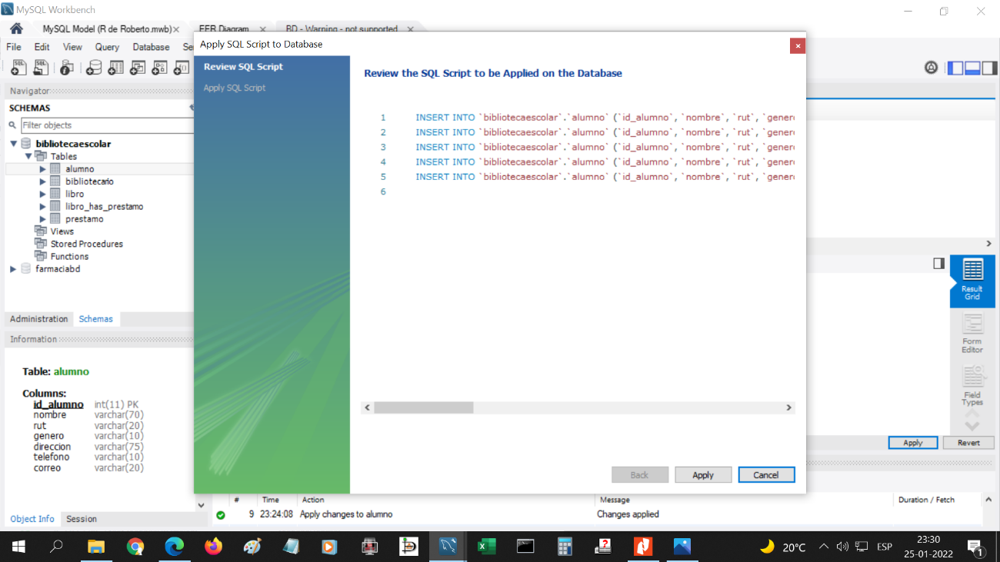 MySQL Workbench
MySQL Model (R de Roberto.mwb) ×
EER Diagram ×
BD - Warning - not supported ×
File Edit View Query Database Se
Navigator
SCHEMAS
Filter objects
bibliotecaescolar
Tables
alumno
bibliotecario
libro
libro_has_prestamo
prestamo
Views
Stored Procedures
Functions
farmaciabd
Administration Schemas
Information
Table: alumno
Columns:
id_alumno int(11) PK
nombre varchar(70)
rut varchar(20)
genero varchar(10)
direccion varchar(75)
telefono varchar(10)
correo varchar(20)
Object Info Session
Apply SQL Script to Database
Review SQL Script
Apply SQL Script
Review the SQL Script to be Applied on the Database
1 INSERT INTO `bibliotecaescolar`.`alumno` (`id_alumno`, `nombre`, `rut`, `genero
2 INSERT INTO `bibliotecaescolar`.`alumno` (`id_alumno`, `nombre`, `rut`, `genero
3 INSERT INTO `bibliotecaescolar`.`alumno` (`id_alumno`, `nombre`, `rut`, `genero
4 INSERT INTO `bibliotecaescolar`.`alumno` (`id_alumno`, `nombre`, `rut`, `genero
5 INSERT INTO `bibliotecaescolar`.`alumno` (`id_alumno`, `nombre`, `rut`, `genero
6
Back Apply Cancel
Result
Grid
Form
Editor
Field
Types
Apply Revert
# Time Action Message Duration / Fetch
9 23:24:08 Apply changes to alumno Changes applied
20°C
ESP
23:30
25-01-2022
1